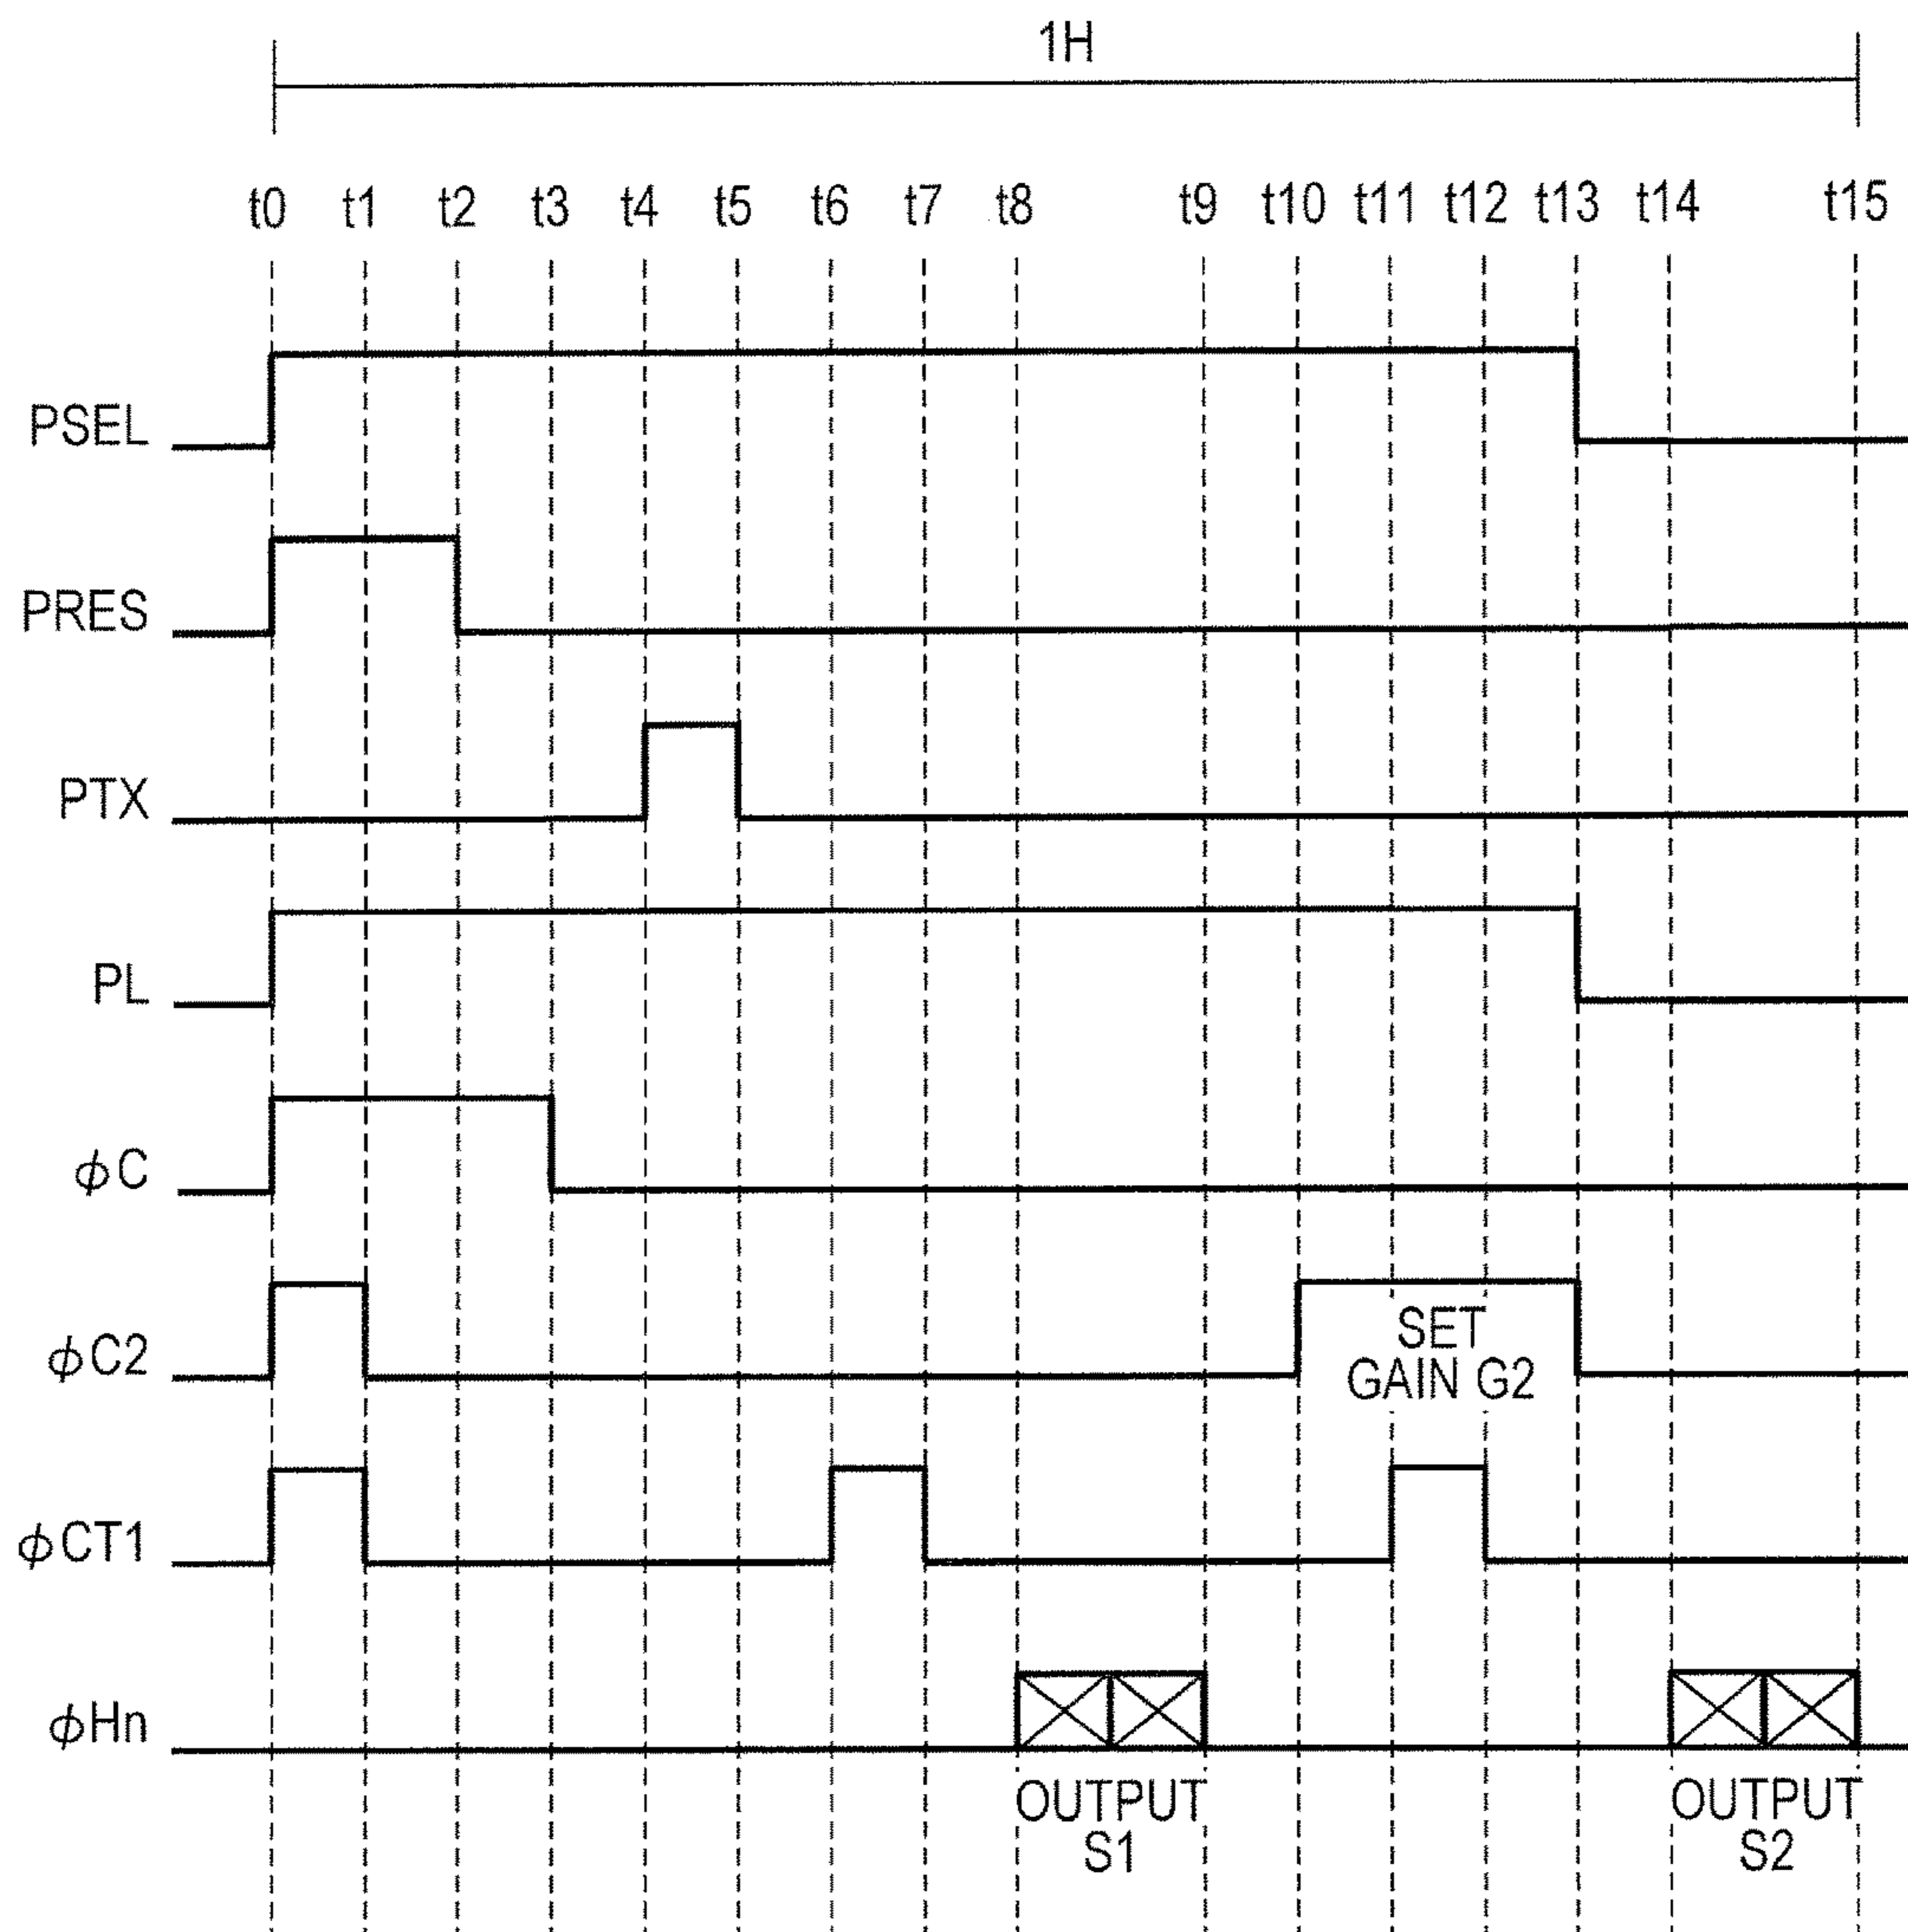 1H
t0 t1 t2 t3 t4 t5 t6 t7 t8 t9 t10 t11 t12 t13 t14 t15
PSEL
PRES
PTX
PL
ϕC
ϕC2
SET
GAIN G2
ϕCT1
ϕHn
OUTPUT
S1
OUTPUT
S2